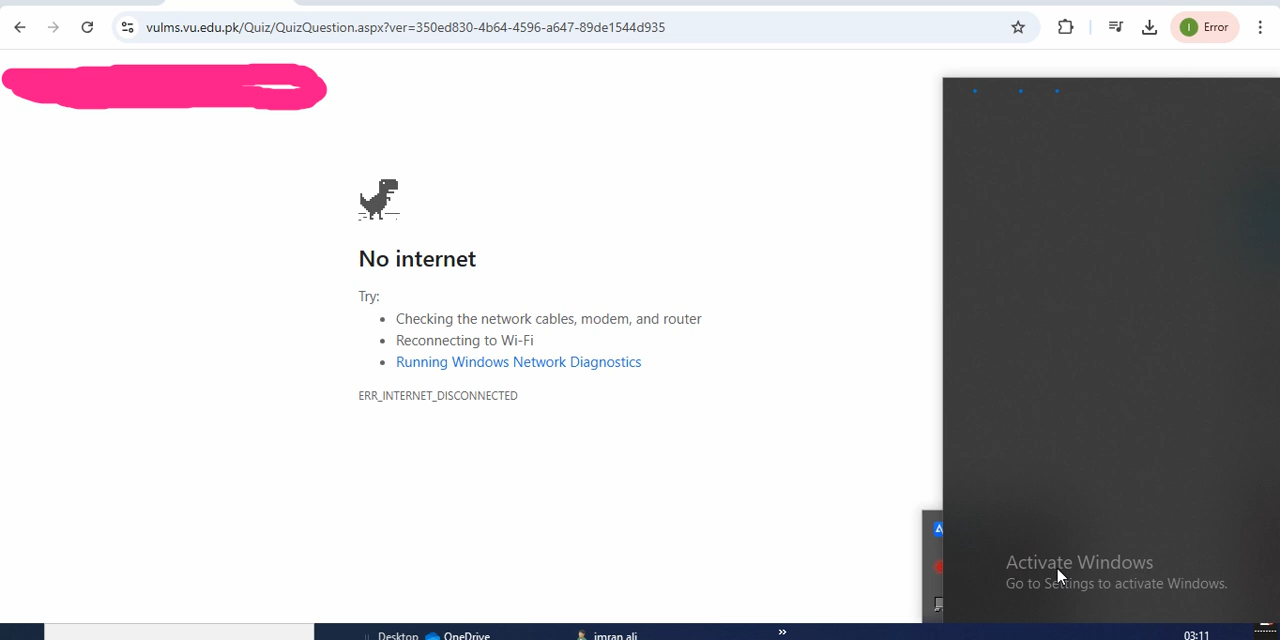 vulms.vu.edu.pk/Quiz/QuizQuestion.aspx?ver=350ed830-4b64-4596-a647-89de1544d935
I
Error
No internet
Try:
• Checking the network cables, modem, and router
• Reconnecting to Wi-Fi
• Running Windows Network Diagnostics
ERR_INTERNET_DISCONNECTED
Activate Windows
Go to Settings to activate Windows.
Desktop
OneDrive
imran ali
»
03:11